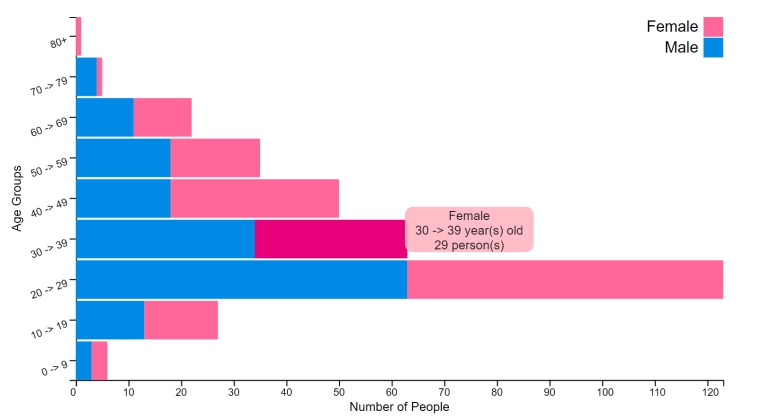 Female
Male
Age Groups
80+
70 -> 79
60 -> 69
50 -> 59
40 -> 49
30 -> 39
20 -> 29
10 -> 19
0 -> 9
Female
30 -> 39 year(s) old
29 person(s)
0 10 20 30 40 50 60 70 80 90 100 110 120
Number of People